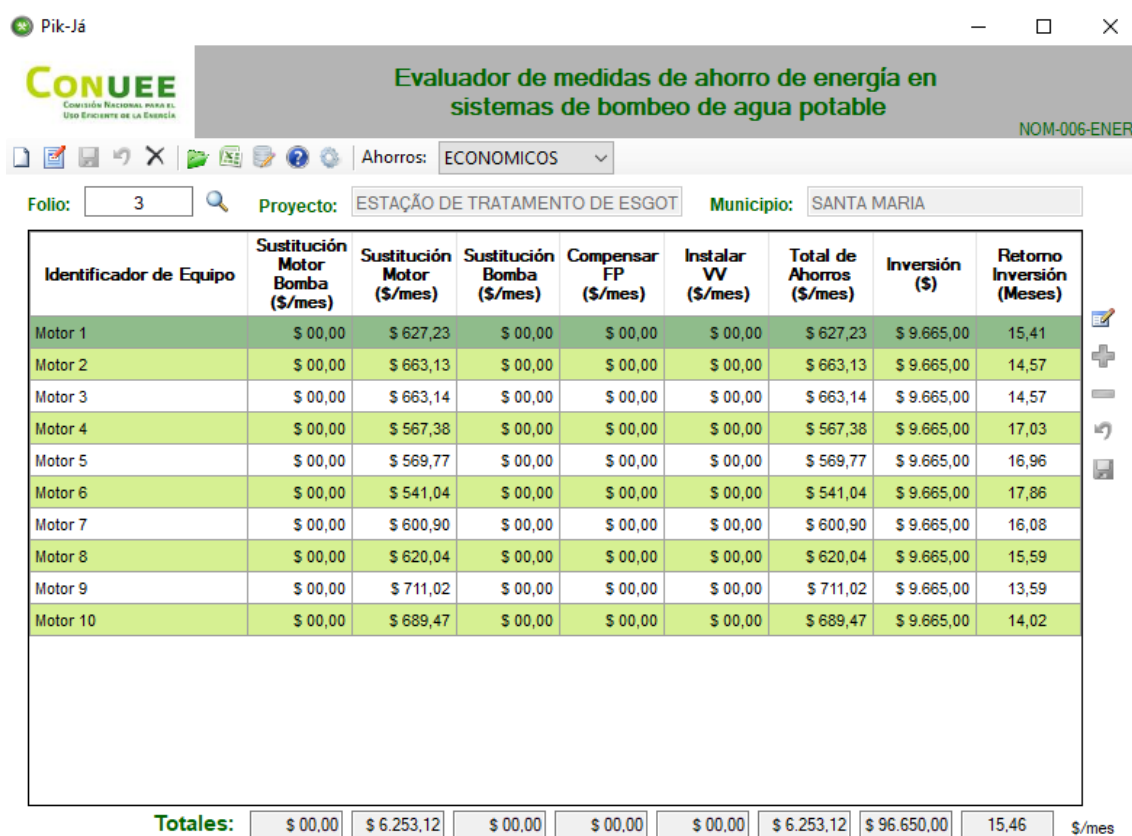 Pik-Já
CONUEE
COMISIÓN NACIONAL PARA EL
USO EFICIENTE DE LA ENERGÍA
Evaluador de medidas de ahorro de energía en
sistemas de bombeo de agua potable
NOM-006-ENER
Ahorros: ECONOMICOS
Folio: 3 Proyecto: ESTAÇÃO DE TRATAMENTO DE ESGOT Municipio: SANTA MARIA
Identificador de Equipo Sustitución Motor Bomba ($/mes) Sustitución Motor ($/mes) Sustitución Bomba ($/mes) Compensar FP ($/mes) Instalar VV ($/mes) Total de Ahorros ($/mes) Inversión ($) Retorno Inversión (Meses)
Motor 1 $ 00,00 $ 627,23 $ 00,00 $ 00,00 $ 00,00 $ 627,23 $ 9.665,00 15,41
Motor 2 $ 00,00 $ 663,13 $ 00,00 $ 00,00 $ 00,00 $ 663,13 $ 9.665,00 14,57
Motor 3 $ 00,00 $ 663,14 $ 00,00 $ 00,00 $ 00,00 $ 663,14 $ 9.665,00 14,57
Motor 4 $ 00,00 $ 567,38 $ 00,00 $ 00,00 $ 00,00 $ 567,38 $ 9.665,00 17,03
Motor 5 $ 00,00 $ 569,77 $ 00,00 $ 00,00 $ 00,00 $ 569,77 $ 9.665,00 16,96
Motor 6 $ 00,00 $ 541,04 $ 00,00 $ 00,00 $ 00,00 $ 541,04 $ 9.665,00 17,86
Motor 7 $ 00,00 $ 600,90 $ 00,00 $ 00,00 $ 00,00 $ 600,90 $ 9.665,00 16,08
Motor 8 $ 00,00 $ 620,04 $ 00,00 $ 00,00 $ 00,00 $ 620,04 $ 9.665,00 15,59
Motor 9 $ 00,00 $ 711,02 $ 00,00 $ 00,00 $ 00,00 $ 711,02 $ 9.665,00 13,59
Motor 10 $ 00,00 $ 689,47 $ 00,00 $ 00,00 $ 00,00 $ 689,47 $ 9.665,00 14,02
Totales: $ 00,00 $ 6.253,12 $ 00,00 $ 00,00 $ 00,00 $ 6.253,12 $ 96.650,00 15,46 $/mes